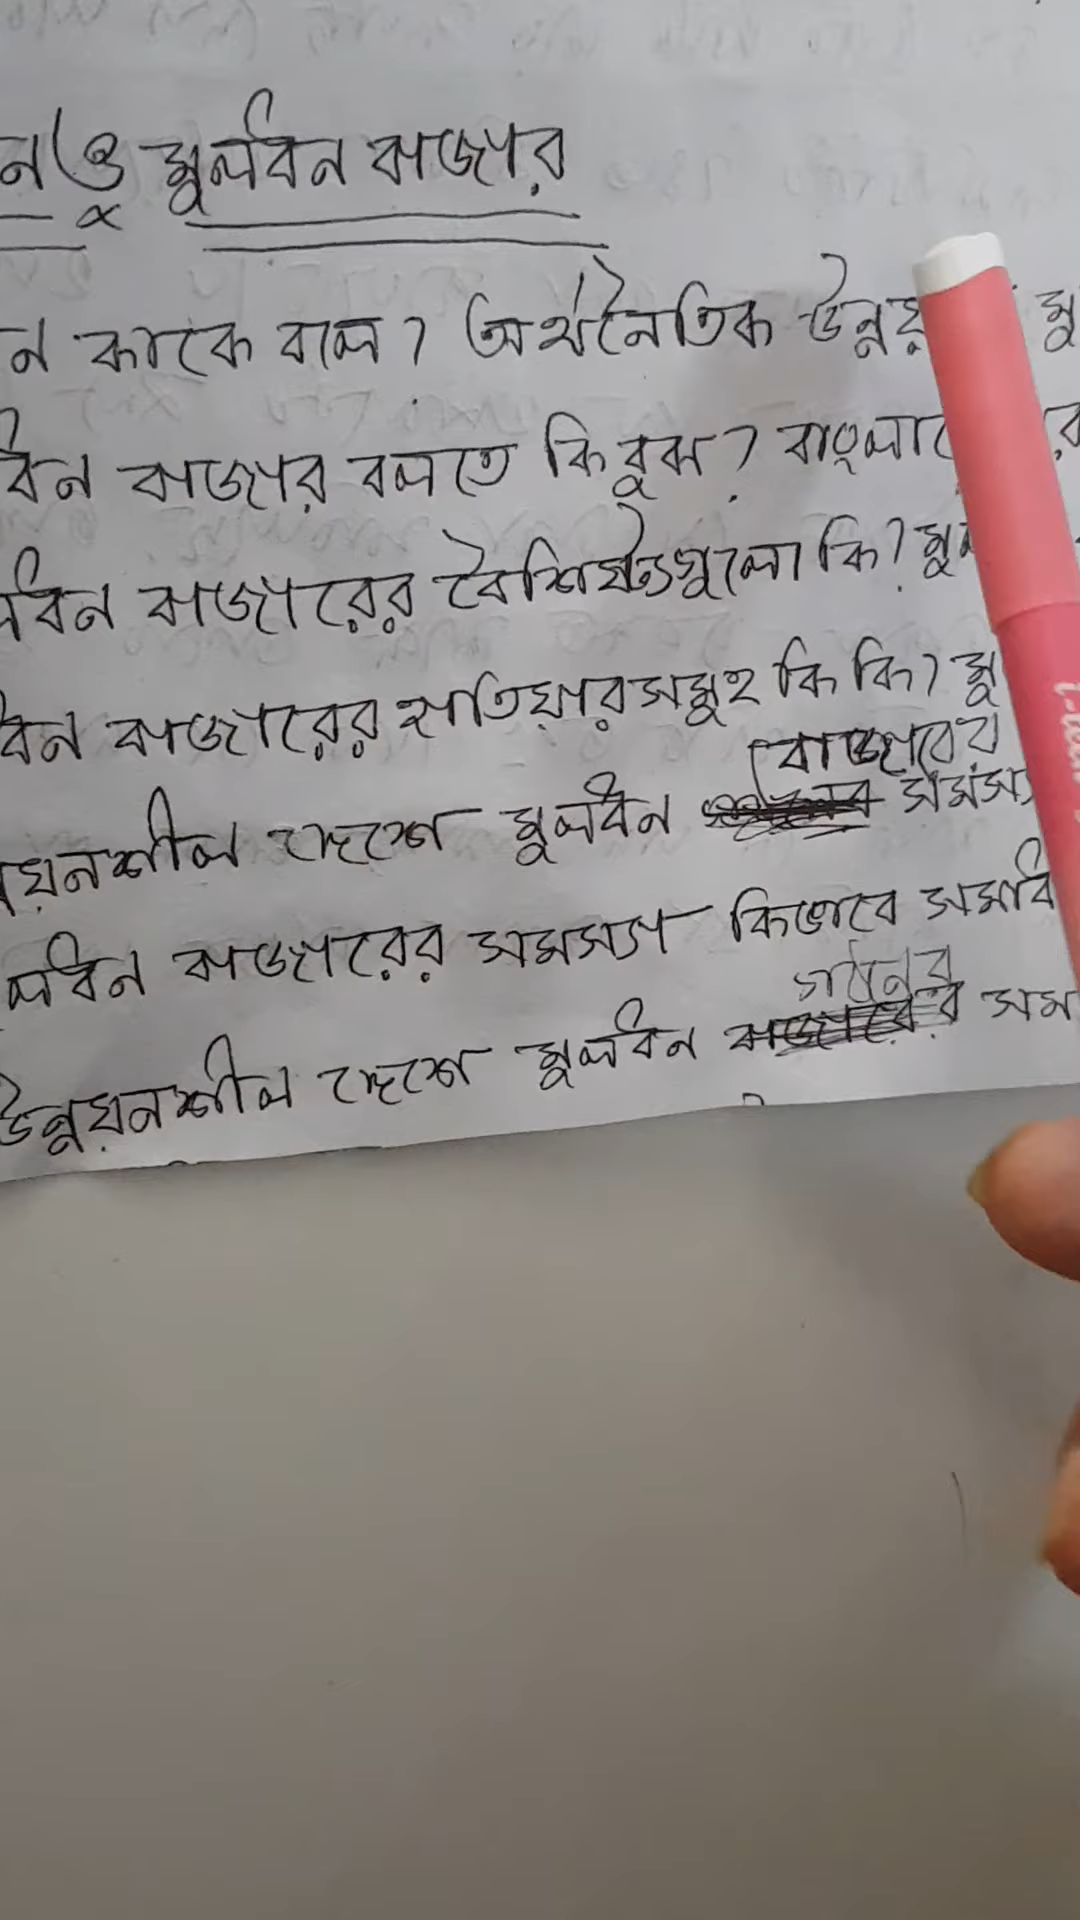 ন ও মুলধন বাজার
ন কাকে বলে? অর্থনৈতিক উন্নয় মু
ধন বাজার বলতে কি বুঝ? বাংলা
লধন বাজারের বৈশিষ্ট্যগুলো কি? মু
ধন বাজারের হাতিয়ার সমুহ কি কি? মু
বাজারের
য়নশীল দেশে মুলধন সমস্য
লধন বাজারের সমস্যা কিভাবে সমাধি
গঠনের
উন্নয়নশীল দেশে মুলধন বাজারের সম